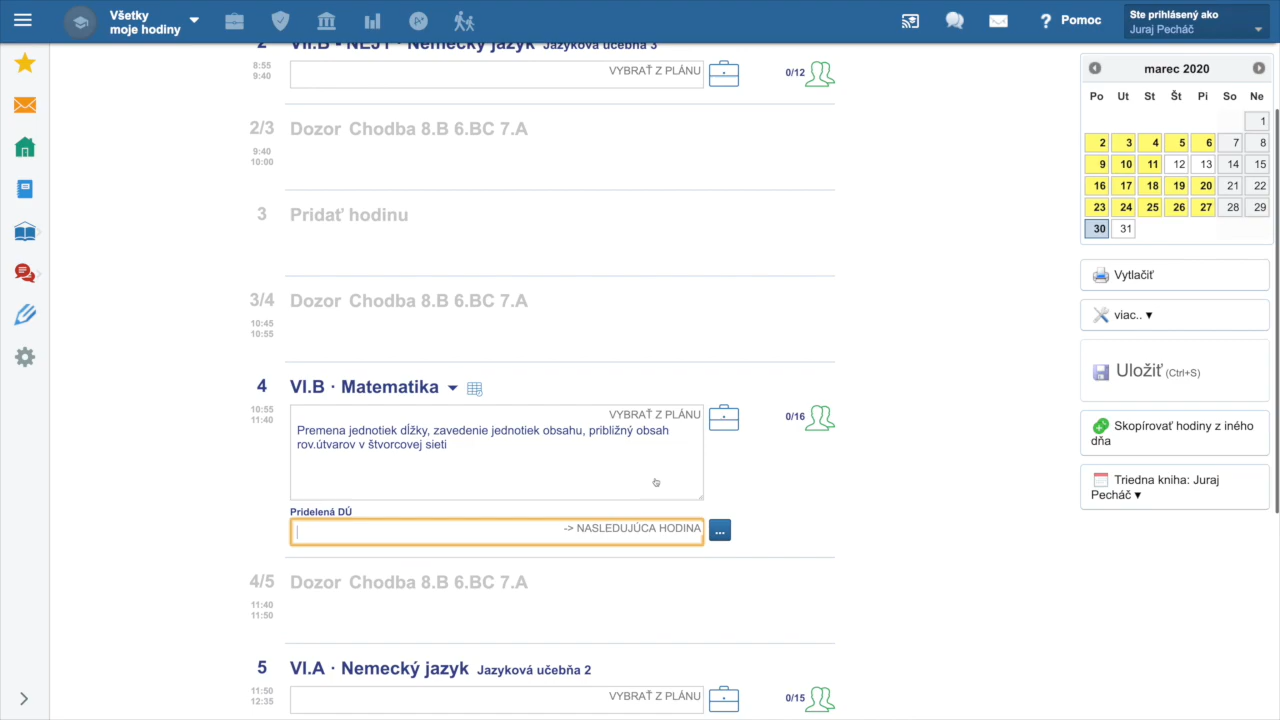 Všetky
moje hodiny
Pomoc
Ste prihlásený ako
Juraj Pecháč
2 VII.B - NEJ1 · Nemecký jazyk Jazyková učebňa 3
8:55
9:40
VYBRAŤ Z PLÁNU
0/12
2/3 Dozor Chodba 8.B 6.BC 7.A
9:40
10:00
3 Pridať hodinu
3/4 Dozor Chodba 8.B 6.BC 7.A
10:45
10:55
4 VI.B · Matematika
10:55
11:40
VYBRAŤ Z PLÁNU
Premena jednotiek dĺžky, zavedenie jednotiek obsahu, približný obsah
rov.útvarov v štvorcovej sieti
0/16
Pridelená DÚ
-> NASLEDUJÚCA HODINA
...
4/5 Dozor Chodba 8.B 6.BC 7.A
11:40
11:50
5 VI.A · Nemecký jazyk Jazyková učebňa 2
11:50
12:35
VYBRAŤ Z PLÁNU
0/15
marec 2020
Po Ut St Št Pi So Ne
1
2 3 4 5 6 7 8
9 10 11 12 13 14 15
16 17 18 19 20 21 22
23 24 25 26 27 28 29
30 31
Vytlačiť
viac.. ▾
Uložiť (Ctrl+S)
Skopírovať hodiny z iného
dňa
Triedna kniha: Juraj
Pecháč ▾